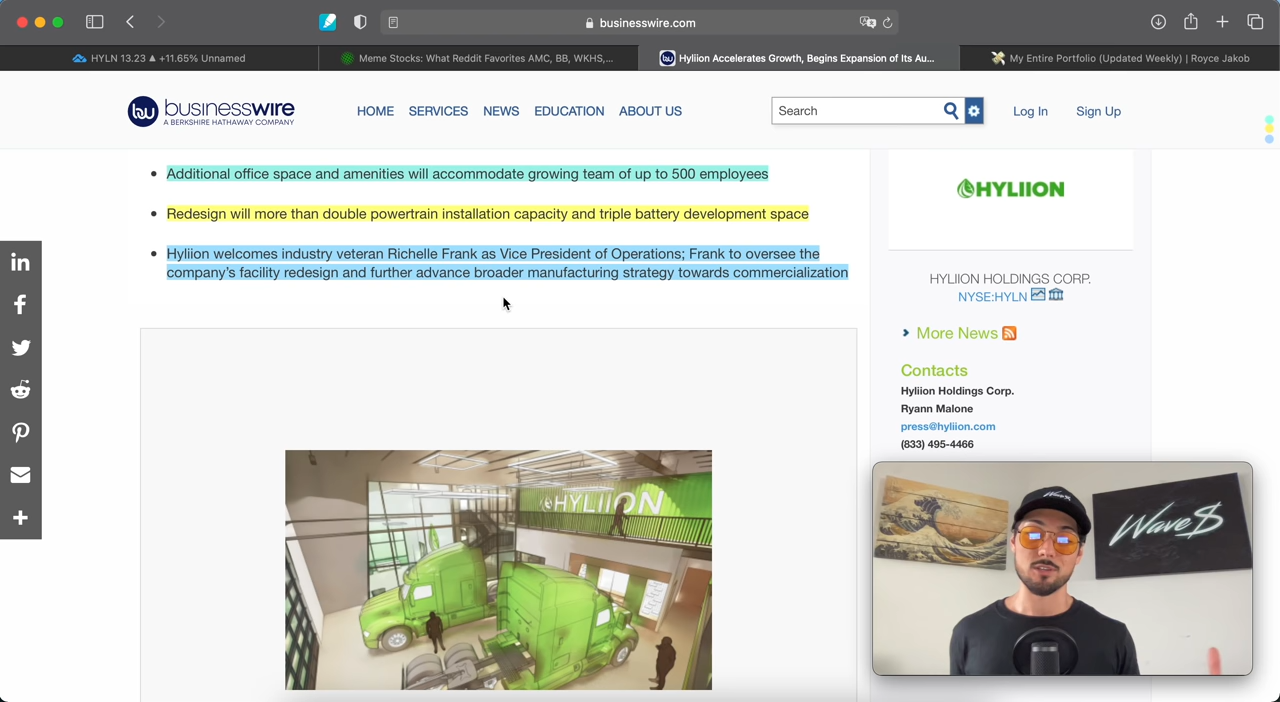 businesswire.com
HYLN 13.23 ▲ +11.65% Unnamed
Meme Stocks: What Reddit Favorites AMC, BB, WKHS,...
bw Hyliion Accelerates Growth, Begins Expansion of Its Au...
My Entire Portfolio (Updated Weekly) | Royce Jakob
bw businesswire
A BERKSHIRE HATHAWAY COMPANY
HOME SERVICES NEWS EDUCATION ABOUT US
Search
Log In Sign Up
• Additional office space and amenities will accommodate growing team of up to 500 employees
• Redesign will more than double powertrain installation capacity and triple battery development space
• Hyliion welcomes industry veteran Richelle Frank as Vice President of Operations; Frank to oversee the
company's facility redesign and further advance broader manufacturing strategy towards commercialization
HYLIION
HYLIION HOLDINGS CORP.
NYSE:HYLN
More News
Contacts
Hyliion Holdings Corp.
Ryann Malone
press@hyliion.com
(833) 495-4466
HYLIION
Wave$
Wave$